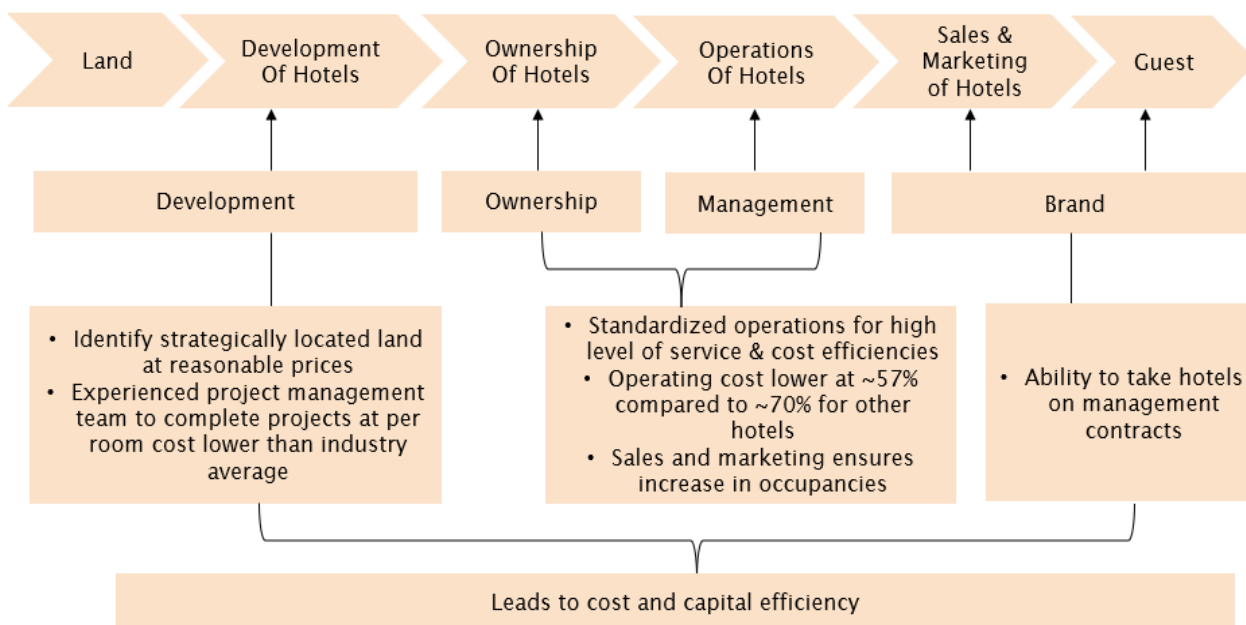 Land
Development
Of Hotels
Ownership
Of Hotels
Operations
Of Hotels
Sales &
Marketing
of Hotels
Guest
Development
Ownership
Management
Brand
• Identify strategically located land
at reasonable prices
• Experienced project management
team to complete projects at per
room cost lower than industry
average
• Standardized operations for high
level of service & cost efficiencies
• Operating cost lower at ~57%
compared to ~70% for other
hotels
• Sales and marketing ensures
increase in occupancies
• Ability to take hotels
on management
contracts
Leads to cost and capital efficiency